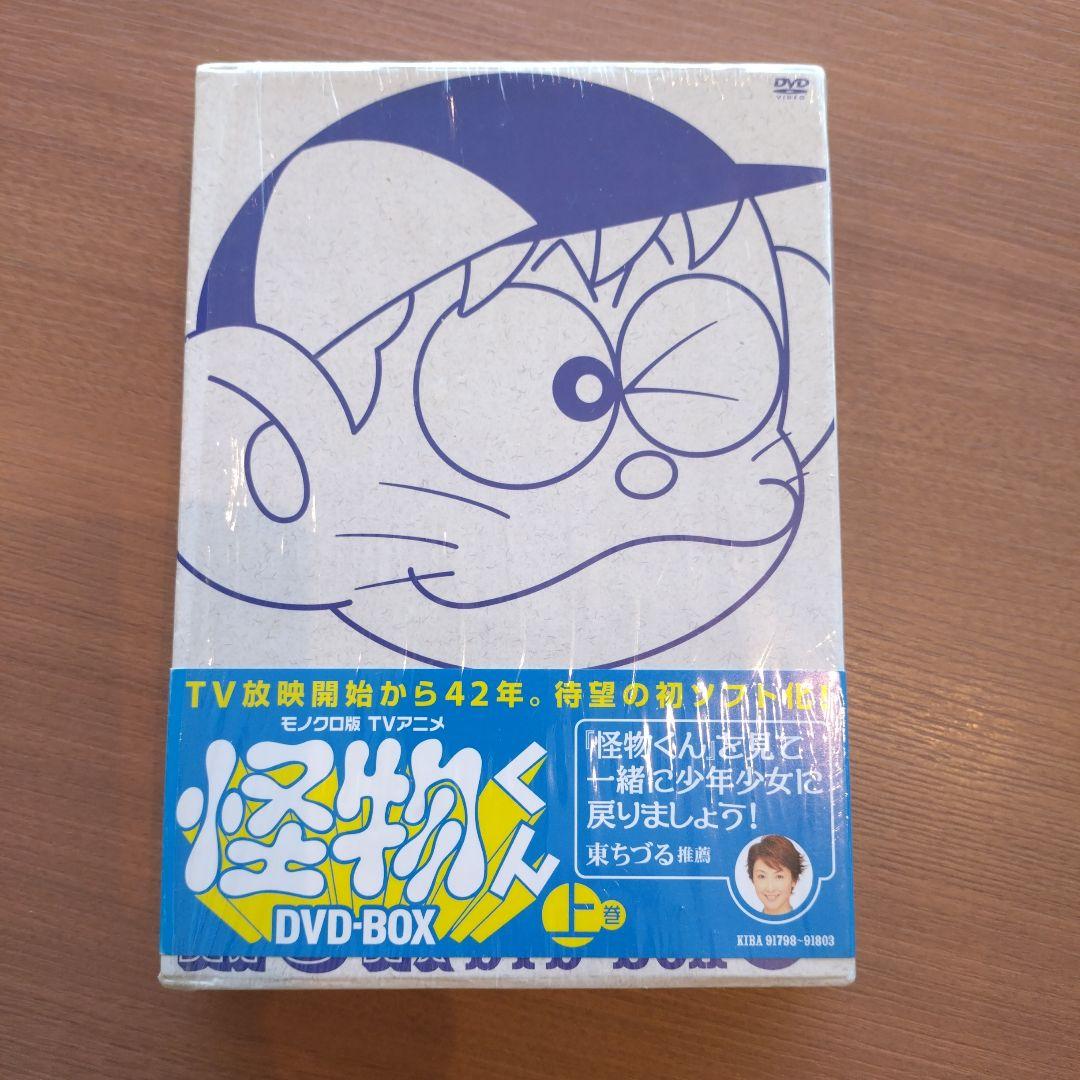 DVD
VIDEO
TV放映開始から42年。待望の初ソフト化！
モノクロ版 TVアニメ
怪物くん
DVD-BOX
上巻
『怪物くん』を見て
一緒に少年少女に
戻りましょう！
東ちづる 推薦
KIBA 91798~91803